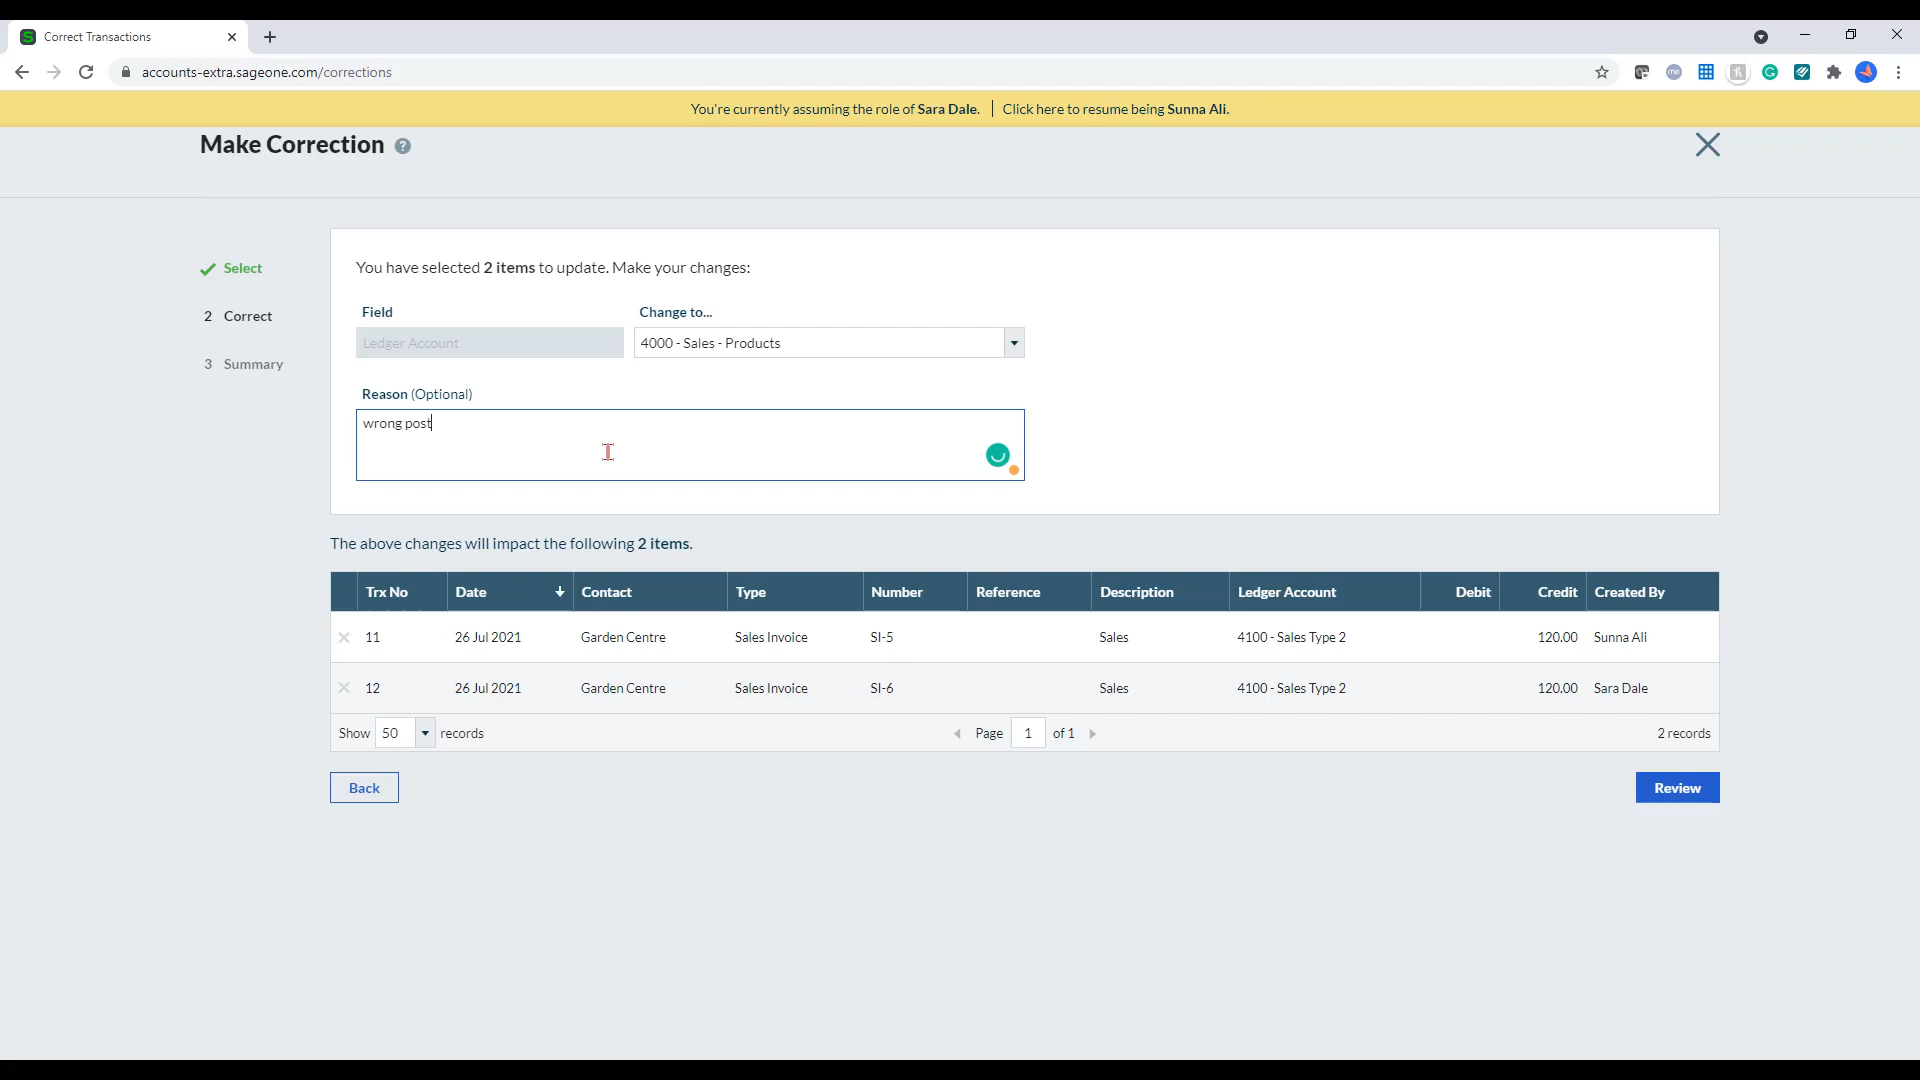 Correct Transactions
accounts-extra.sageone.com/corrections
You're currently assuming the role of Sara Dale. Click here to resume being Sunna Ali.
Make Correction ?
Select
2 Correct
3 Summary
You have selected 2 items to update. Make your changes:
Field Change to...
Ledger Account 4000 - Sales - Products
Reason (Optional)
wrong post
The above changes will impact the following 2 items.
Trx No Date Contact Type Number Reference Description Ledger Account Debit Credit Created By
11 26 Jul 2021 Garden Centre Sales Invoice SI-5 Sales 4100 - Sales Type 2 120.00 Sunna Ali
12 26 Jul 2021 Garden Centre Sales Invoice SI-6 Sales 4100 - Sales Type 2 120.00 Sara Dale
Show 50 records Page 1 of 1 2 records
Back Review